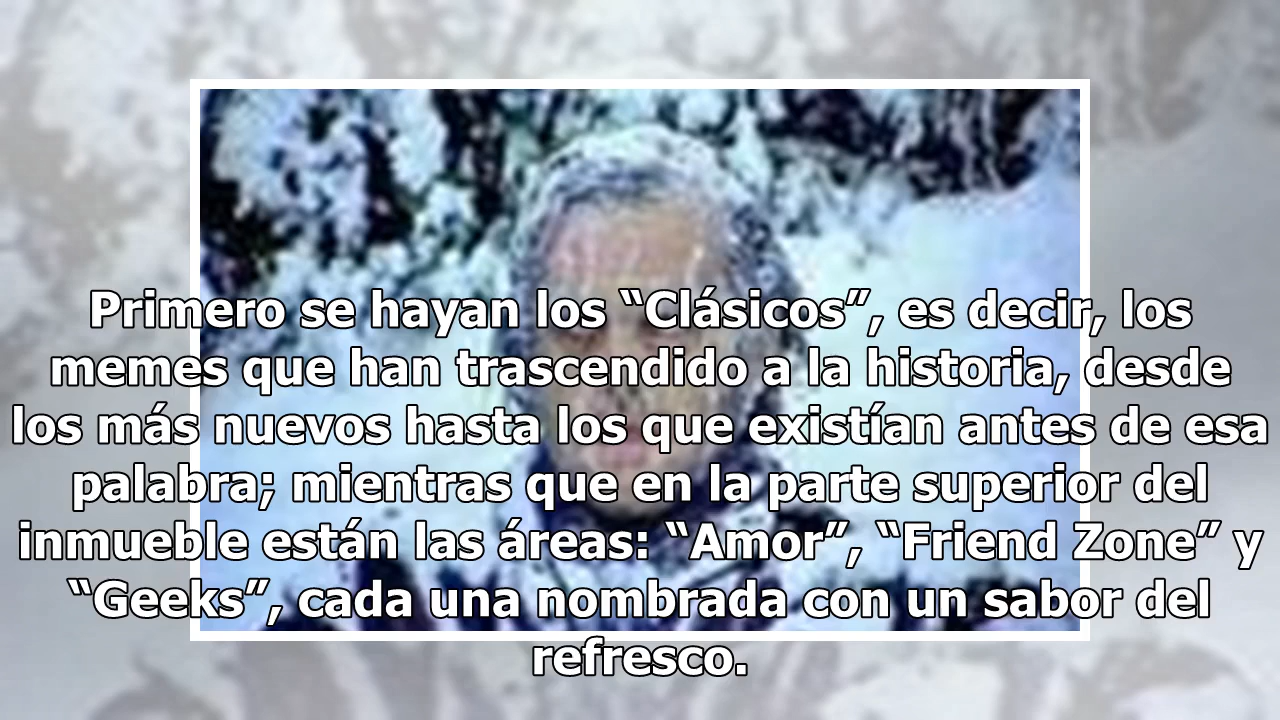 Primero se hayan los “Clásicos”, es decir, los
memes que han trascendido a la historia, desde
los más nuevos hasta los que existían antes de esa
palabra; mientras que en la parte superior del
inmueble están las áreas: “Amor”, “Friend Zone” y
“Geeks”, cada una nombrada con un sabor del
refresco.